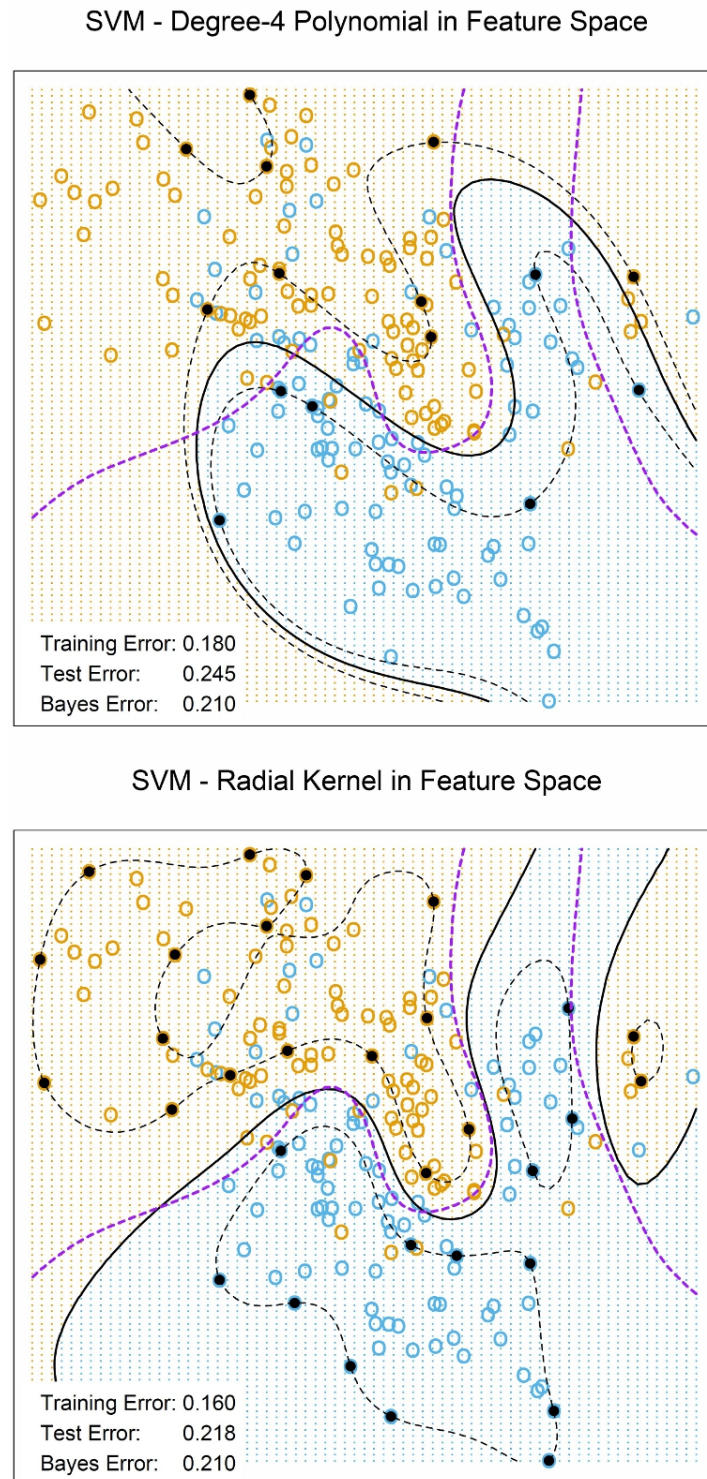 SVM - Degree-4 Polynomial in Feature Space
Training Error: 0.180
Test Error: 0.245
Bayes Error: 0.210
SVM - Radial Kernel in Feature Space
Training Error: 0.160
Test Error: 0.218
Bayes Error: 0.210